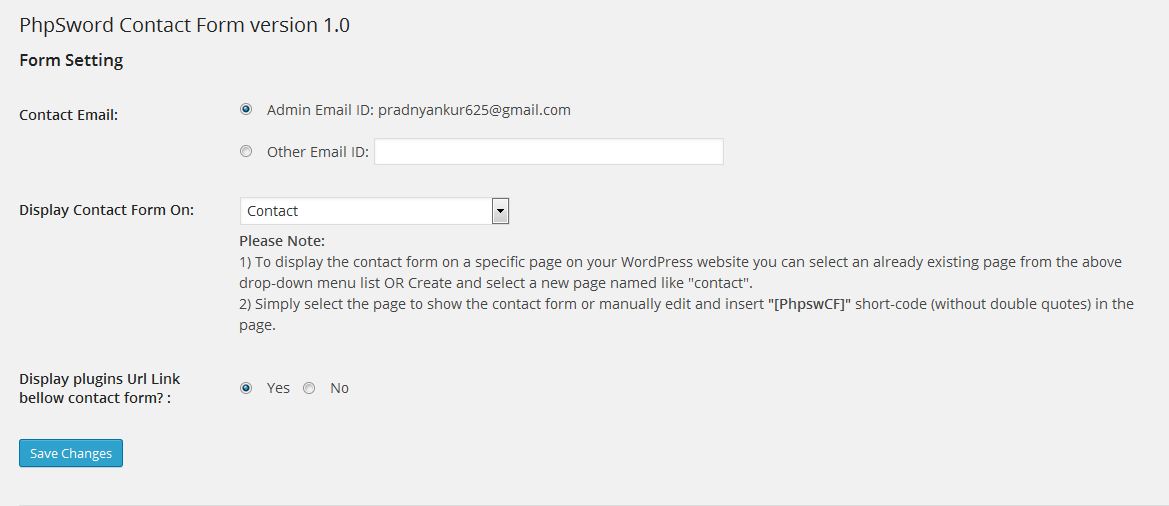 PhpSword Contact Form version 1.0
Form Setting
Contact Email:
Admin Email ID: pradnyankur625@gmail.com
Other Email ID:
Display Contact Form On:
Contact
Please Note:
1) To display the contact form on a specific page on your WordPress website you can select an already existing page from the above
drop-down menu list OR Create and select a new page named like "contact".
2) Simply select the page to show the contact form or manually edit and insert "[PhpswCF]" short-code (without double quotes) in the
page.
Display plugins Url Link
bellow contact form? :
Yes No
Save Changes